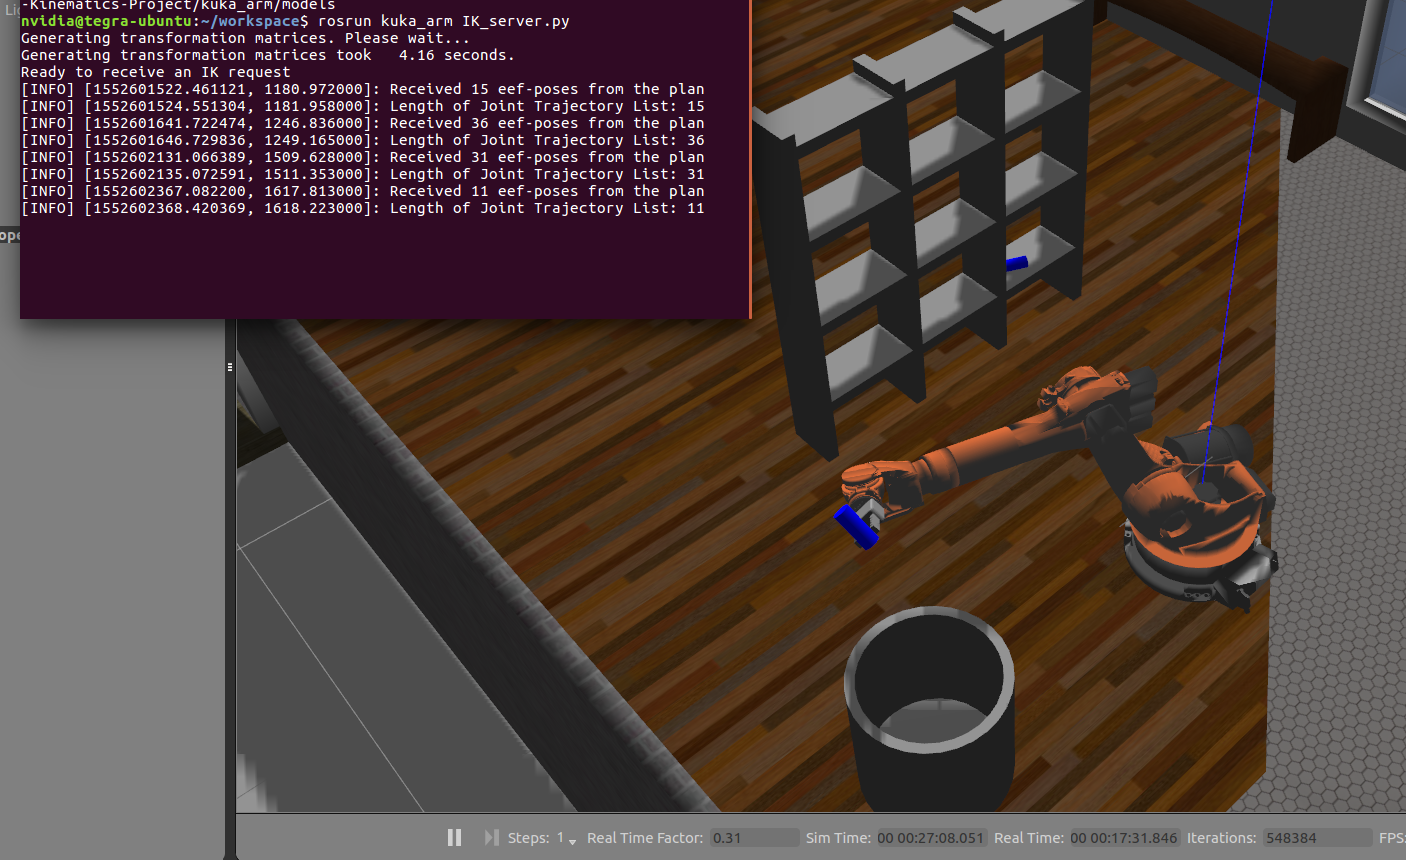 -Kinematics-Project/kuka_arm/models
nvidia@tegra-ubuntu:~/workspace$ rosrun kuka_arm IK_server.py
Generating transformation matrices. Please wait...
Generating transformation matrices took   4.16 seconds.
Ready to receive an IK request
[INFO] [1552601522.461121, 1180.972000]: Received 15 eef-poses from the plan
[INFO] [1552601524.551304, 1181.958000]: Length of Joint Trajectory List: 15
[INFO] [1552601641.722474, 1246.836000]: Received 36 eef-poses from the plan
[INFO] [1552601646.729836, 1249.165000]: Length of Joint Trajectory List: 36
[INFO] [1552602131.066389, 1509.628000]: Received 31 eef-poses from the plan
[INFO] [1552602135.072591, 1511.353000]: Length of Joint Trajectory List: 31
[INFO] [1552602367.082200, 1617.813000]: Received 11 eef-poses from the plan
[INFO] [1552602368.420369, 1618.223000]: Length of Joint Trajectory List: 11
Steps: 1 Real Time Factor: 0.31 Sim Time: 00 00:27:08.051 Real Time: 00 00:17:31.846 Iterations: 548384 FPS: